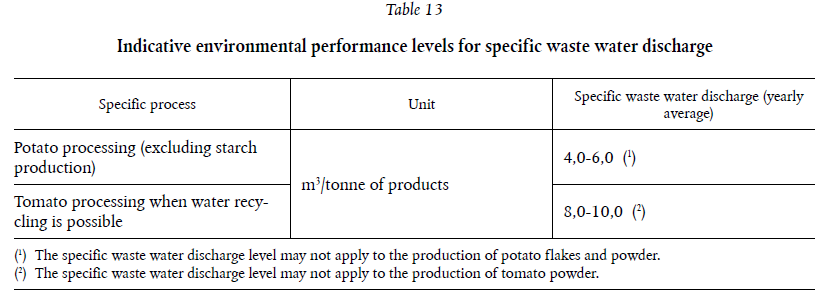 Table 13
Indicative environmental performance levels for specific waste water discharge
Specific process
Unit
Specific waste water discharge (yearly
average)
Potato processing (excluding starch
production)
m³/tonne of products
4,0-6,0 (¹)
Tomato processing when water recy-
cling is possible
8,0-10,0 (²)
(¹) The specific waste water discharge level may not apply to the production of potato flakes and powder.
(²) The specific waste water discharge level may not apply to the production of tomato powder.